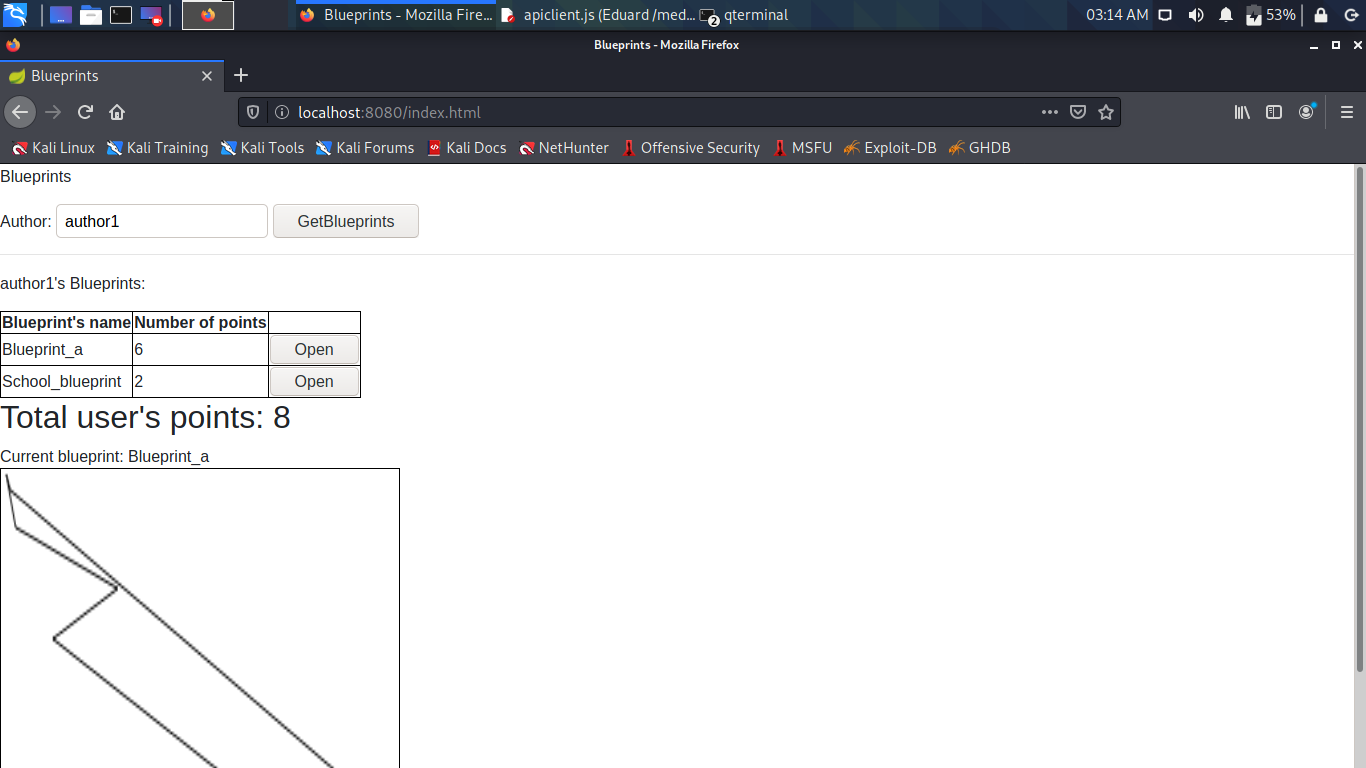 Blueprints - Mozilla Fire... apiclient.js (Eduard /med... 2 qterminal 03:14 AM 53%
Blueprints - Mozilla Firefox
Blueprints
localhost:8080/index.html
Kali Linux Kali Training Kali Tools Kali Forums Kali Docs NetHunter Offensive Security MSFU Exploit-DB GHDB
Blueprints
Author: author1 GetBlueprints
author1's Blueprints:
Blueprint's name Number of points
Blueprint_a 6 Open
School_blueprint 2 Open
Total user's points: 8
Current blueprint: Blueprint_a